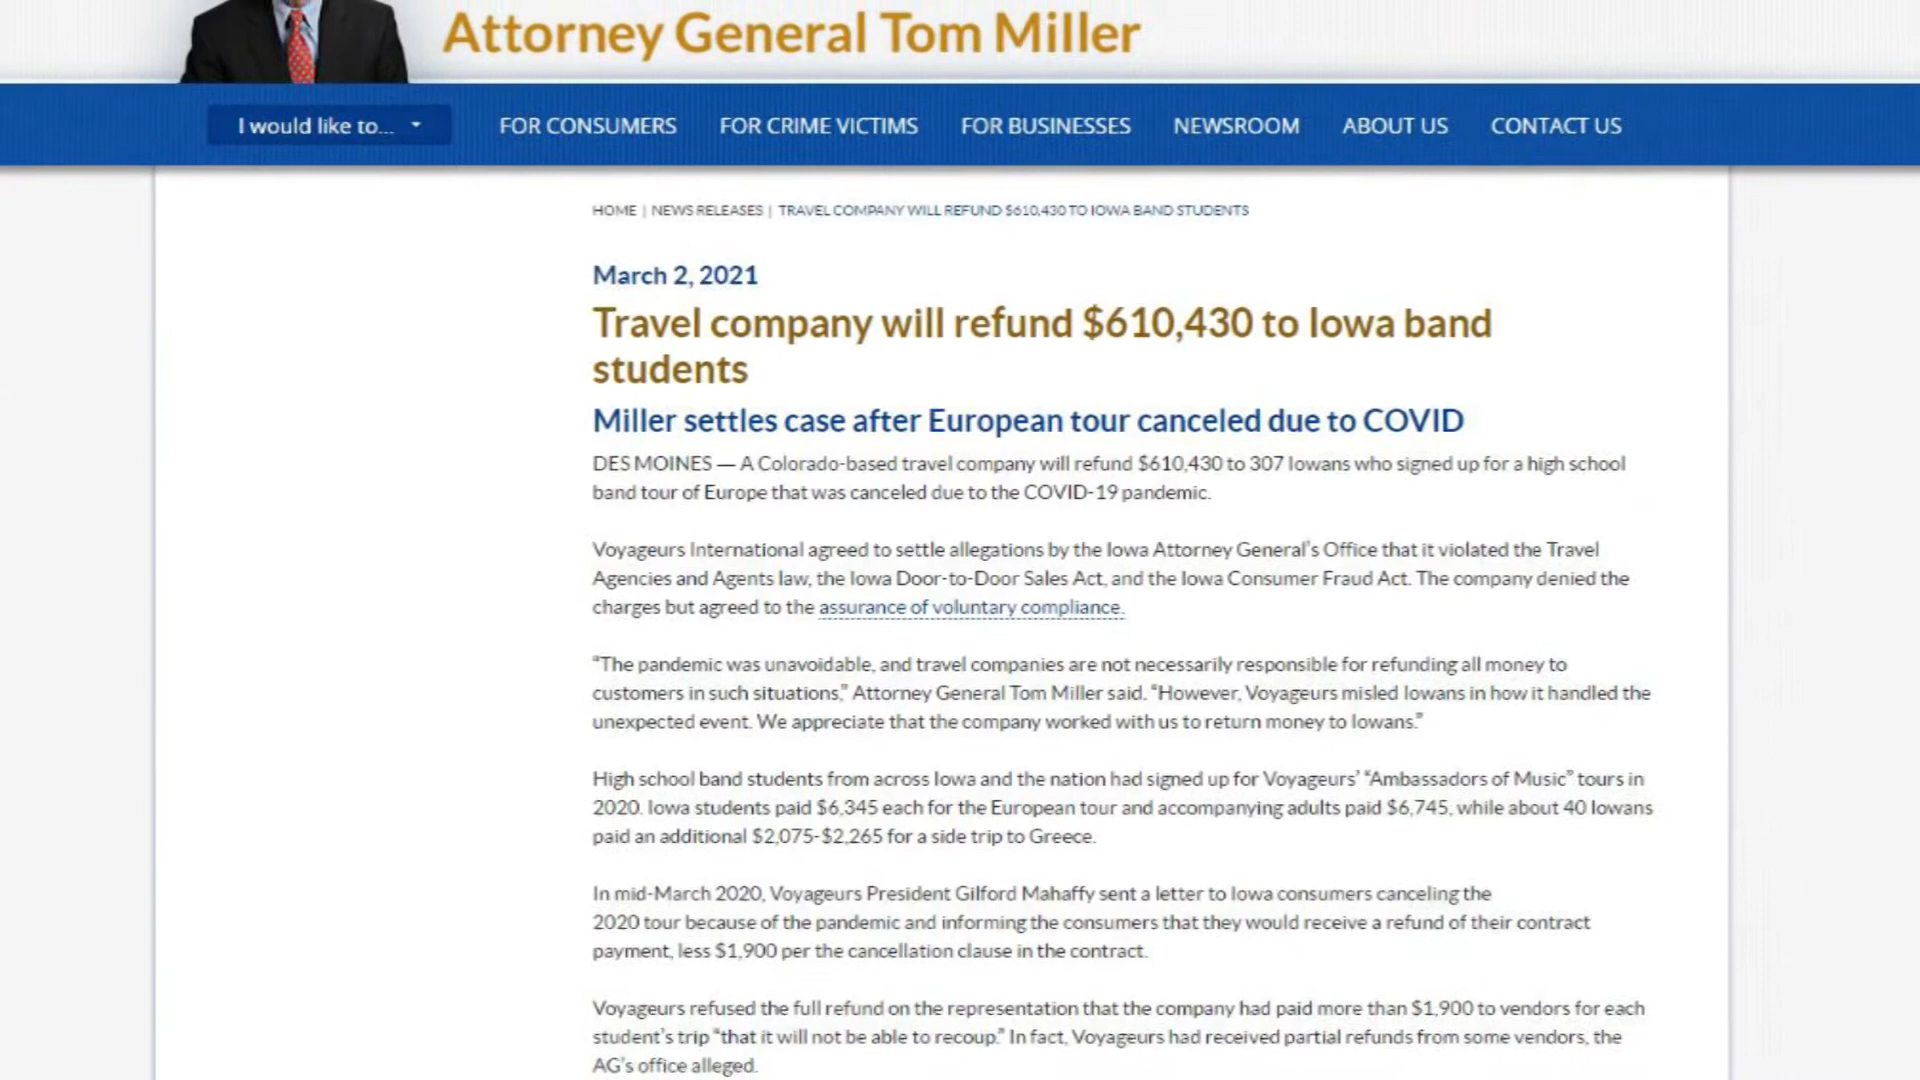 Attorney General Tom Miller
I would like to...
FOR CONSUMERS
FOR CRIME VICTIMS
FOR BUSINESSES
NEWSROOM
ABOUT US
CONTACT US
HOME | NEWS RELEASES | TRAVEL COMPANY WILL REFUND $610,430 TO IOWA BAND STUDENTS
March 2, 2021
Travel company will refund $610,430 to Iowa band
students
Miller settles case after European tour canceled due to COVID
DES MOINES — A Colorado-based travel company will refund $610,430 to 307 Iowans who signed up for a high school
band tour of Europe that was canceled due to the COVID-19 pandemic.
Voyageurs International agreed to settle allegations by the Iowa Attorney General’s Office that it violated the Travel
Agencies and Agents law, the Iowa Door-to-Door Sales Act, and the Iowa Consumer Fraud Act. The company denied the
charges but agreed to the assurance of voluntary compliance.
“The pandemic was unavoidable, and travel companies are not necessarily responsible for refunding all money to
customers in such situations,” Attorney General Tom Miller said. “However, Voyageurs misled Iowans in how it handled the
unexpected event. We appreciate that the company worked with us to return money to Iowans.”
High school band students from across Iowa and the nation had signed up for Voyageurs’ “Ambassadors of Music” tours in
2020. Iowa students paid $6,345 each for the European tour and accompanying adults paid $6,745, while about 40 Iowans
paid an additional $2,075-$2,265 for a side trip to Greece.
In mid-March 2020, Voyageurs President Gilford Mahaffy sent a letter to Iowa consumers canceling the
2020 tour because of the pandemic and informing the consumers that they would receive a refund of their contract
payment, less $1,900 per the cancellation clause in the contract.
Voyageurs refused the full refund on the representation that the company had paid more than $1,900 to vendors for each
student’s trip “that it will not be able to recoup.” In fact, Voyageurs had received partial refunds from some vendors, the
AG’s office alleged.